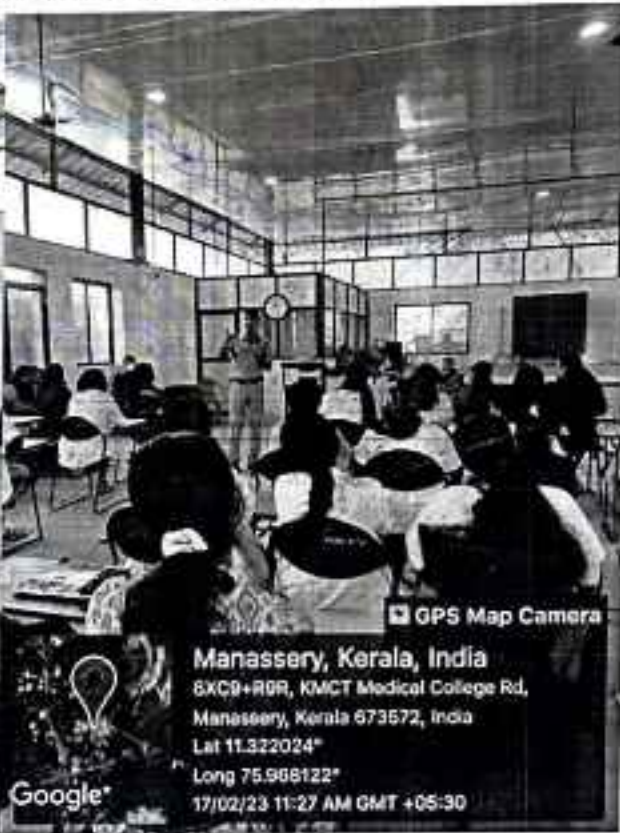 GPS Map Camera
Manassery, Kerala, India
8XC9+R9R, KMCT Medical College Rd,
Manassery, Kerala 673572, India
Lat 11.322024°
Long 75.968122°
17/02/23 11:27 AM GMT +05:30
Google